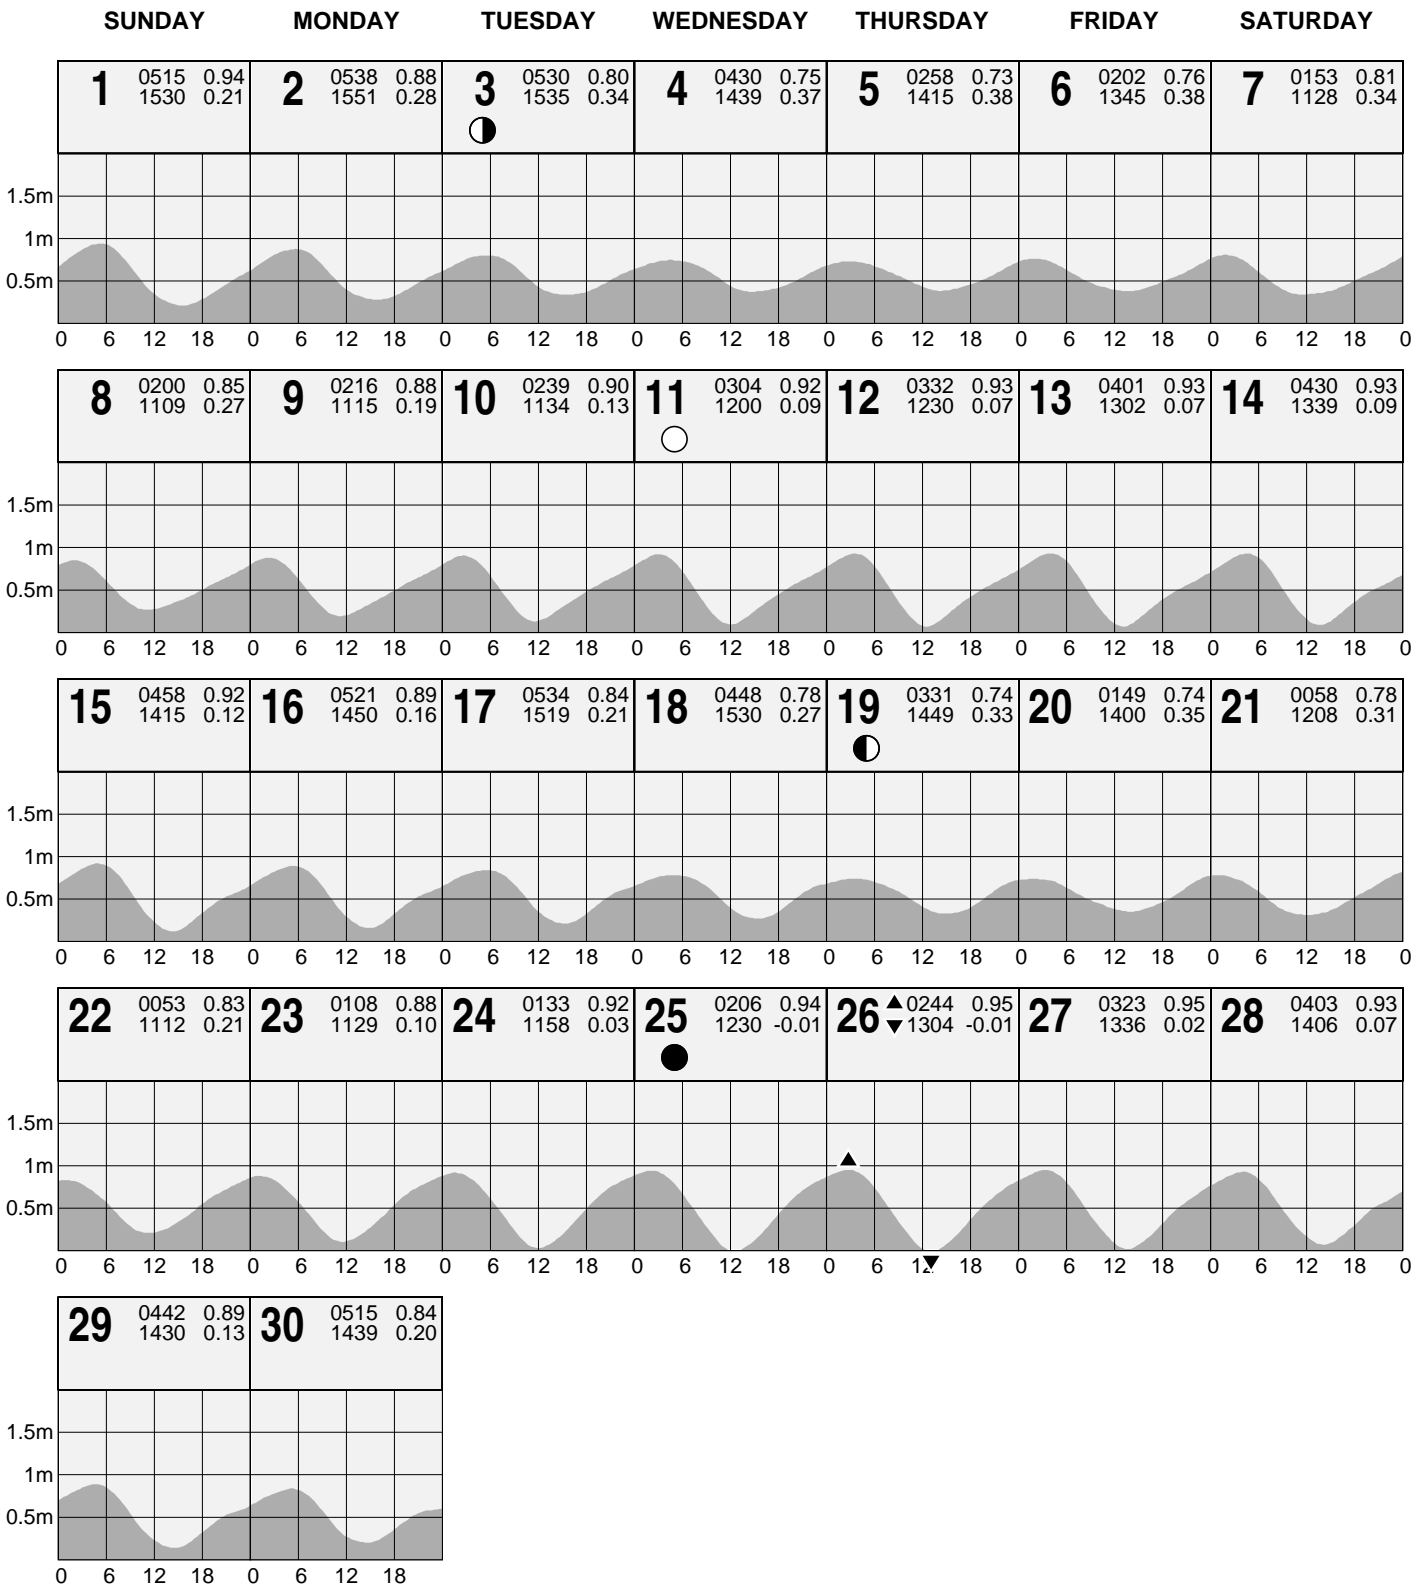 SUNDAY MONDAY TUESDAY WEDNESDAY THURSDAY FRIDAY SATURDAY
1 0515 0.94 2 0538 0.88 3 0530 0.80 4 0430 0.75 5 0258 0.73 6 0202 0.76 7 0153 0.81
1530 0.21 1551 0.28 1535 0.34 1439 0.37 1415 0.38 1345 0.38 1128 0.34
1.5m
1m
0.5m
0 6 12 18 0 6 12 18 0 6 12 18 0 6 12 18 0 6 12 18 0 6 12 18 0 6 12 18 0
8 0200 0.85 9 0216 0.88 10 0239 0.90 11 0304 0.92 12 0332 0.93 13 0401 0.93 14 0430 0.93
1109 0.27 1115 0.19 1134 0.13 1200 0.09 1230 0.07 1302 0.07 1339 0.09
1.5m
1m
0.5m
0 6 12 18 0 6 12 18 0 6 12 18 0 6 12 18 0 6 12 18 0 6 12 18 0 6 12 18 0
15 0458 0.92 16 0521 0.89 17 0534 0.84 18 0448 0.78 19 0331 0.74 20 0149 0.74 21 0058 0.78
1415 0.12 1450 0.16 1519 0.21 1530 0.27 1449 0.33 1400 0.35 1208 0.31
1.5m
1m
0.5m
0 6 12 18 0 6 12 18 0 6 12 18 0 6 12 18 0 6 12 18 0 6 12 18 0 6 12 18 0
22 0053 0.83 23 0108 0.88 24 0133 0.92 25 0206 0.94 26 0244 0.95 27 0323 0.95 28 0403 0.93
1112 0.21 1129 0.10 1158 0.03 1230 -0.01 1304 -0.01 1336 0.02 1406 0.07
1.5m
1m
0.5m
0 6 12 18 0 6 12 18 0 6 12 18 0 6 12 18 0 6 12 18 0 6 12 18 0 6 12 18 0
29 0442 0.89 30 0515 0.84
1430 0.13 1439 0.20
1.5m
1m
0.5m
0 6 12 18 0 6 12 18